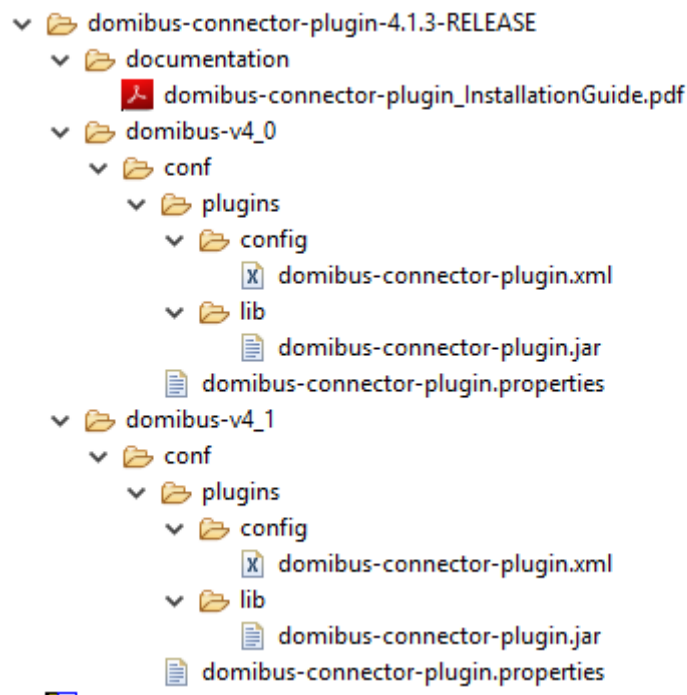 domibus-connector-plugin-4.1.3-RELEASE
documentation
domibus-connector-plugin_InstallationGuide.pdf
domibus-v4_0
conf
plugins
config
domibus-connector-plugin.xml
lib
domibus-connector-plugin.jar
domibus-connector-plugin.properties
domibus-v4_1
conf
plugins
config
domibus-connector-plugin.xml
lib
domibus-connector-plugin.jar
domibus-connector-plugin.properties